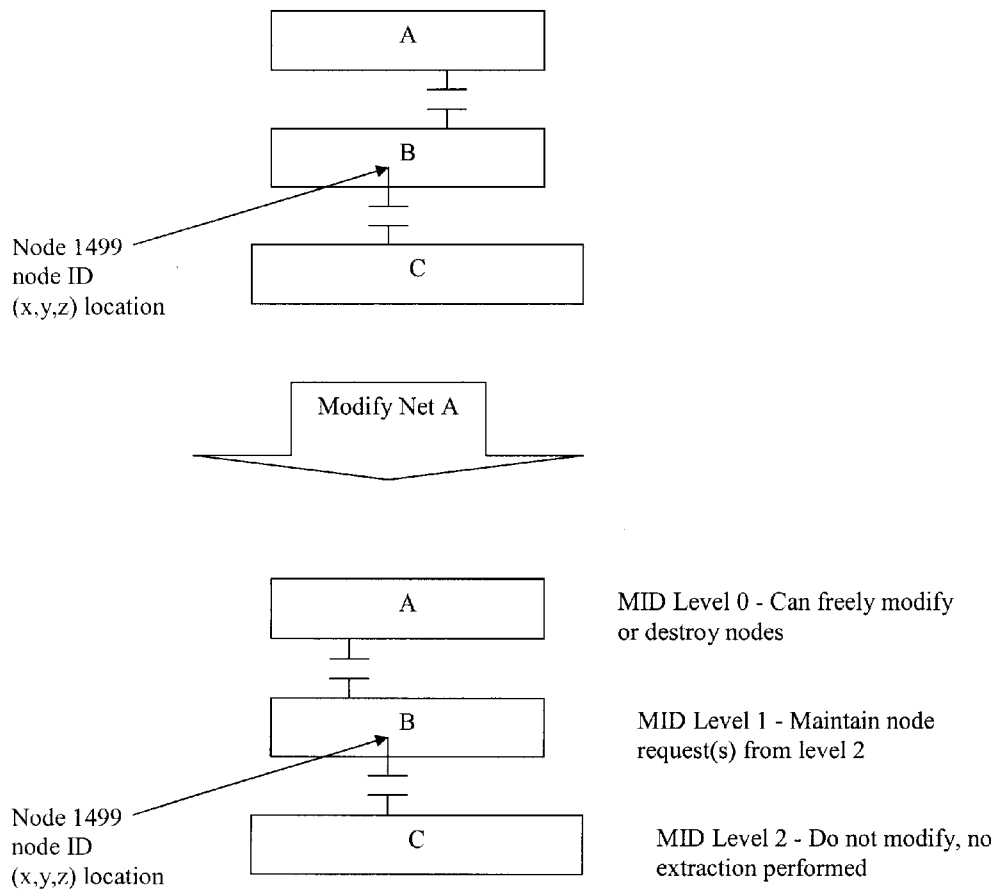 A
B
Node 1499
node ID
(x,y,z) location
C
Modify Net A
A
MID Level 0 - Can freely modify
or destroy nodes
B
MID Level 1 - Maintain node
request(s) from level 2
Node 1499
node ID
(x,y,z) location
C
MID Level 2 - Do not modify, no
extraction performed